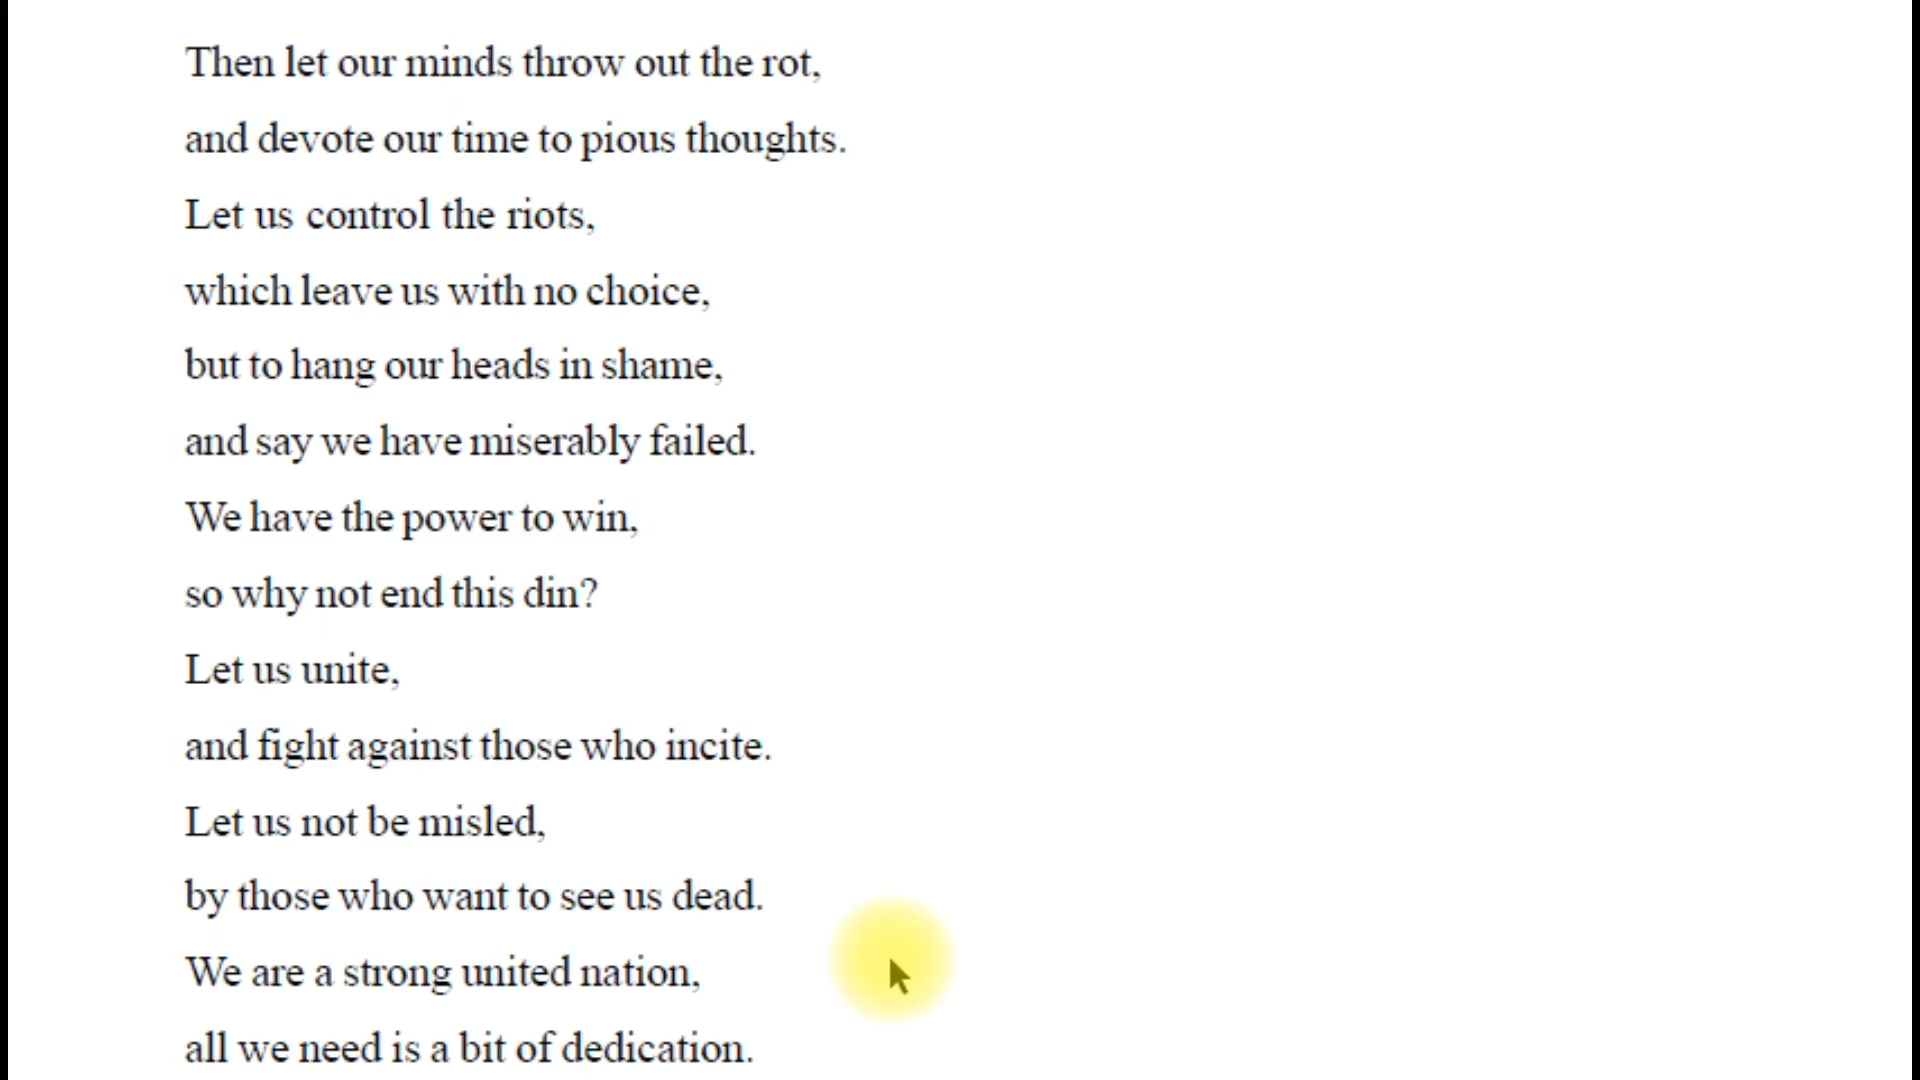 Then let our minds throw out the rot,
and devote our time to pious thoughts.
Let us control the riots,
which leave us with no choice,
but to hang our heads in shame,
and say we have miserably failed.
We have the power to win,
so why not end this din?
Let us unite,
and fight against those who incite.
Let us not be misled,
by those who want to see us dead.
We are a strong united nation,
all we need is a bit of dedication.